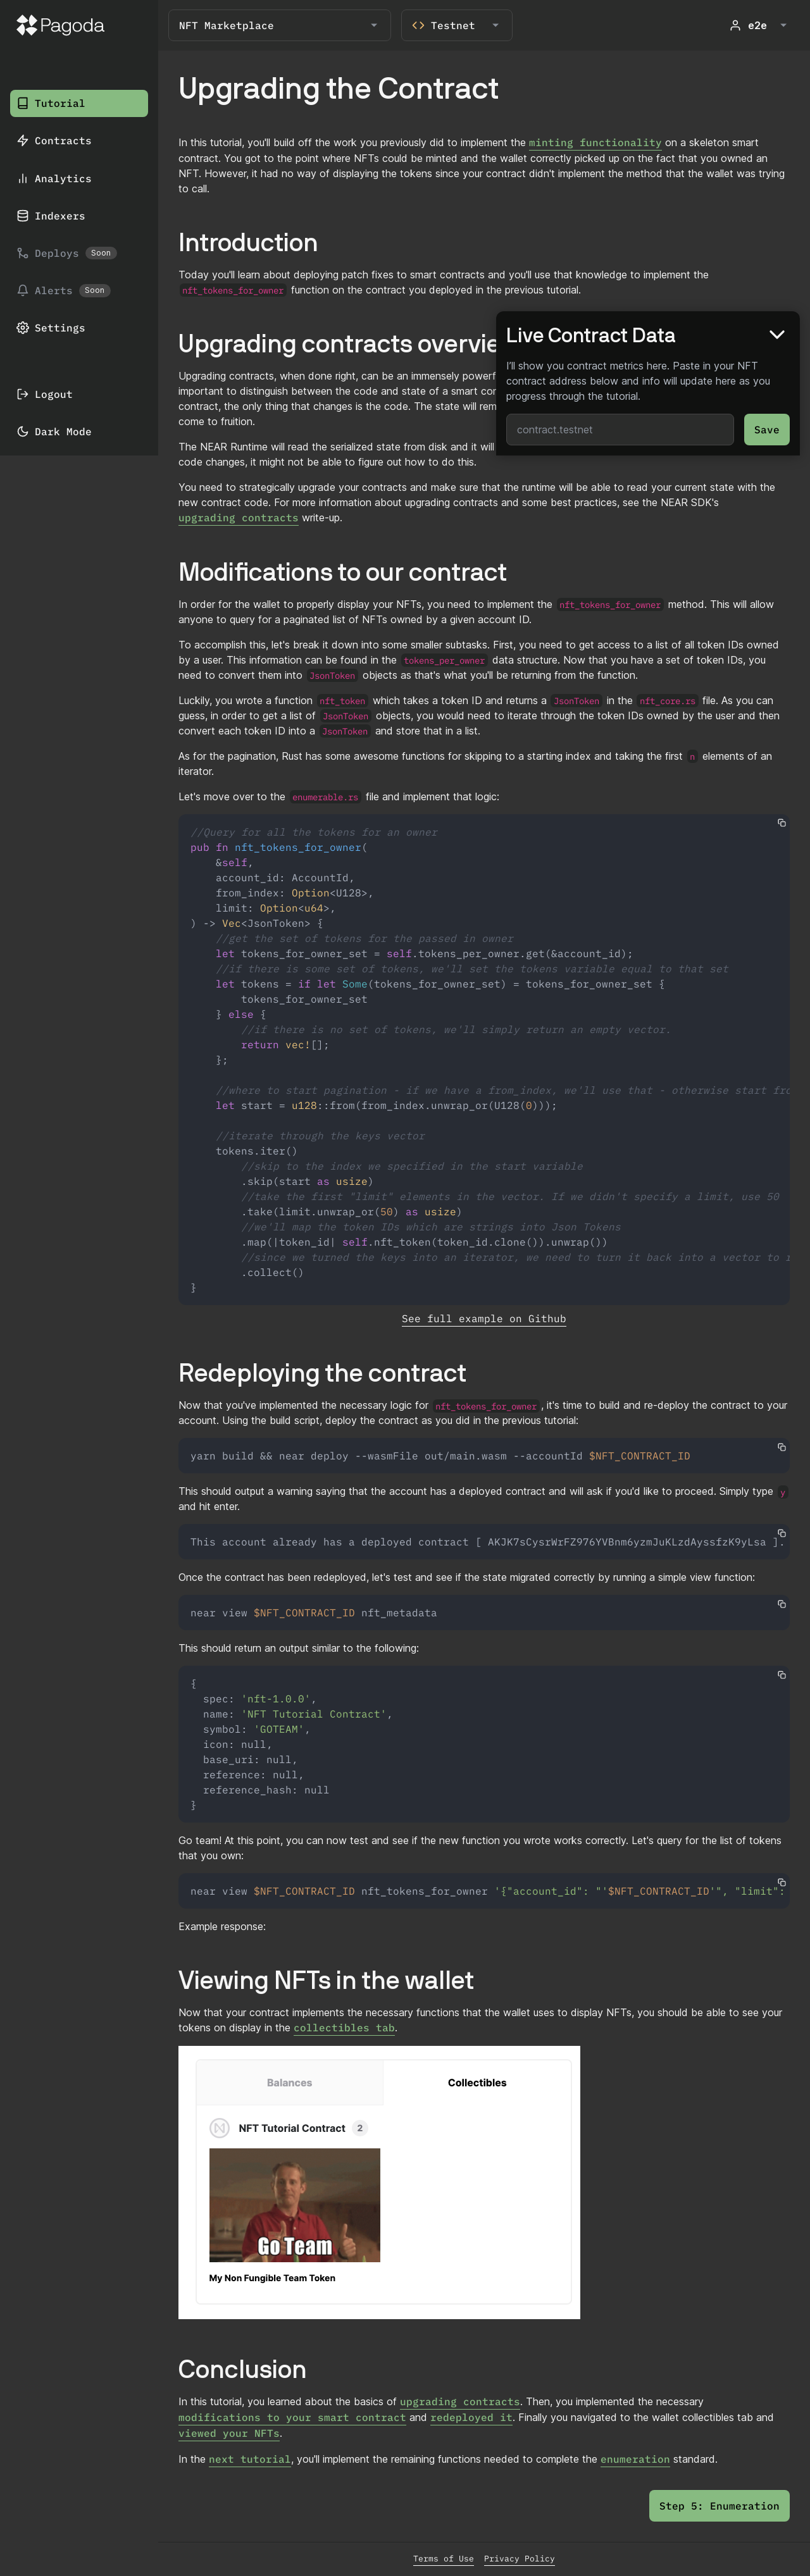 Pagoda
NFT Marketplace
Testnet
e2e
Tutorial
Contracts
Analytics
Indexers
Deploys Soon
Alerts Soon
Settings
Logout
Dark Mode
Upgrading the Contract
In this tutorial, you'll build off the work you previously did to implement the minting functionality on a skeleton smart
contract. You got to the point where NFTs could be minted and the wallet correctly picked up on the fact that you owned an
NFT. However, it had no way of displaying the tokens since your contract didn't implement the method that the wallet was trying
to call.
Introduction
Today you'll learn about deploying patch fixes to smart contracts and you'll use that knowledge to implement the
nft_tokens_for_owner function on the contract you deployed in the previous tutorial.
Upgrading contracts overvie
Upgrading contracts, when done right, can be an immensely powerf
important to distinguish between the code and state of a smart con
contract, the only thing that changes is the code. The state will rem
come to fruition.
The NEAR Runtime will read the serialized state from disk and it will
code changes, it might not be able to figure out how to do this.
Live Contract Data
I'll show you contract metrics here. Paste in your NFT
contract address below and info will update here as you
progress through the tutorial.
contract.testnet
Save
You need to strategically upgrade your contracts and make sure that the runtime will be able to read your current state with the
new contract code. For more information about upgrading contracts and some best practices, see the NEAR SDK's
upgrading contracts write-up.
Modifications to our contract
In order for the wallet to properly display your NFTs, you need to implement the nft_tokens_for_owner method. This will allow
anyone to query for a paginated list of NFTs owned by a given account ID.
To accomplish this, let's break it down into some smaller subtasks. First, you need to get access to a list of all token IDs owned
by a user. This information can be found in the tokens_per_owner data structure. Now that you have a set of token IDs, you
need to convert them into JsonToken objects as that's what you'll be returning from the function.
Luckily, you wrote a function nft_token which takes a token ID and returns a JsonToken in the nft_core.rs file. As you can
guess, in order to get a list of JsonToken objects, you would need to iterate through the token IDs owned by the user and then
convert each token ID into a JsonToken and store that in a list.
As for the pagination, Rust has some awesome functions for skipping to a starting index and taking the first n elements of an
iterator.
Let's move over to the enumerable.rs file and implement that logic:
//Query for all the tokens for an owner
pub fn nft_tokens_for_owner(
&self,
account_id: AccountId,
from_index: Option<U128>,
limit: Option<u64>,
) -> Vec<JsonToken> {
//get the set of tokens for the passed in owner
let tokens_for_owner_set = self.tokens_per_owner.get(&account_id);
//if there is some set of tokens, we'll set the tokens variable equal to that set
let tokens = if let Some(tokens_for_owner_set) = tokens_for_owner_set {
tokens_for_owner_set
} else {
//if there is no set of tokens, we'll simply return an empty vector.
return vec![];
};
//where to start pagination - if we have a from_index, we'll use that - otherwise start fro
let start = u128::from(from_index.unwrap_or(U128(0)));
//iterate through the keys vector
tokens.iter()
//skip to the index we specified in the start variable
.skip(start as usize)
//take the first "limit" elements in the vector. If we didn't specify a limit, use 50
.take(limit.unwrap_or(50) as usize)
//we'll map the token IDs which are strings into Json Tokens
.map(|token_id| self.nft_token(token_id.clone()).unwrap())
//since we turned the keys into an iterator, we need to turn it back into a vector to r
.collect()
}
See full example on Github
Redeploying the contract
Now that you've implemented the necessary logic for nft_tokens_for_owner, it's time to build and re-deploy the contract to your
account. Using the build script, deploy the contract as you did in the previous tutorial:
yarn build && near deploy --wasmFile out/main.wasm --accountId $NFT_CONTRACT_ID
This should output a warning saying that the account has a deployed contract and will ask if you'd like to proceed. Simply type y
and hit enter.
This account already has a deployed contract [ AKJK7sCysrWrFZ976YVBnm6yzmJuKLzdAyssfzK9yLsa ].
Once the contract has been redeployed, let's test and see if the state migrated correctly by running a simple view function:
near view $NFT_CONTRACT_ID nft_metadata
This should return an output similar to the following:
{
spec: 'nft-1.0.0',
name: 'NFT Tutorial Contract',
symbol: 'GOTEAM',
icon: null,
base_uri: null,
reference: null,
reference_hash: null
}
Go team! At this point, you can now test and see if the new function you wrote works correctly. Let's query for the list of tokens
that you own:
near view $NFT_CONTRACT_ID nft_tokens_for_owner '{"account_id": "'$NFT_CONTRACT_ID'", "limit":
Example response:
Viewing NFTs in the wallet
Now that your contract implements the necessary functions that the wallet uses to display NFTs, you should be able to see your
tokens on display in the collectibles tab.
Balances
Collectibles
NFT Tutorial Contract 2
Go Team
My Non Fungible Team Token
Conclusion
In this tutorial, you learned about the basics of upgrading contracts. Then, you implemented the necessary
modifications to your smart contract and redeployed it. Finally you navigated to the wallet collectibles tab and
viewed your NFTs.
In the next tutorial, you'll implement the remaining functions needed to complete the enumeration standard.
Step 5: Enumeration
Terms of Use
Privacy Policy